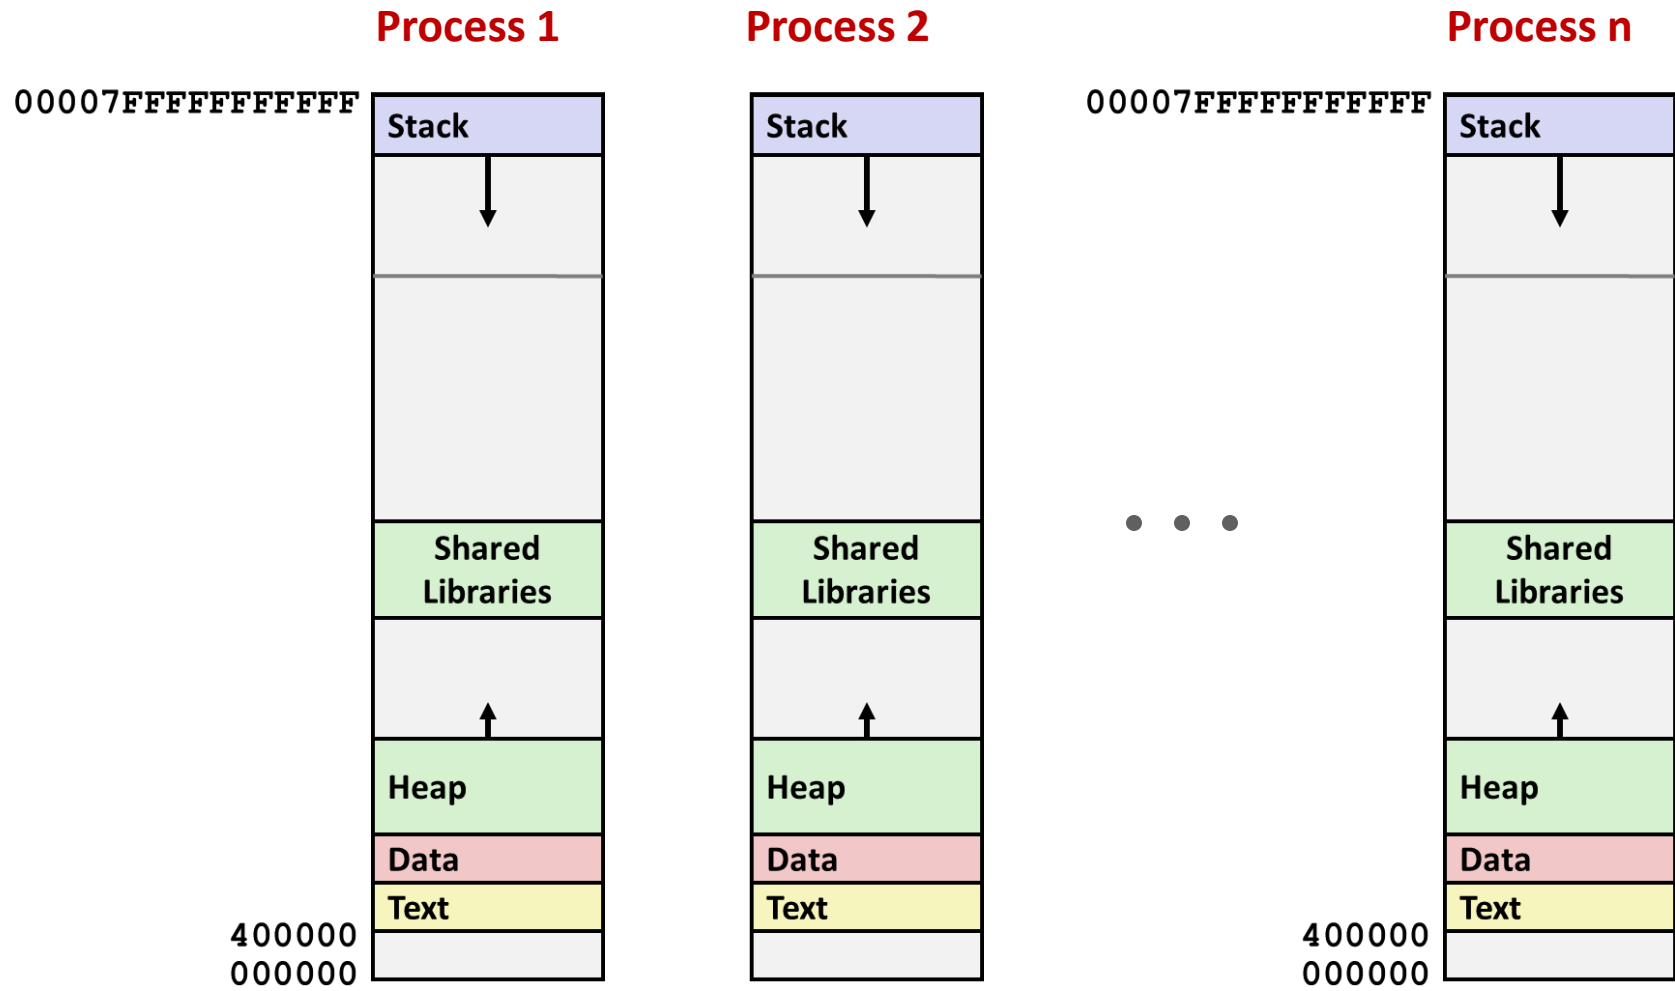 Process 1
Process 2
Process n
00007FFFFFFFFFFF
Stack
Stack
00007FFFFFFFFFFF
Stack
Shared
Libraries
Shared
Libraries
Shared
Libraries
Heap
Heap
Heap
Data
Data
Data
Text
Text
Text
400000
400000
000000
000000